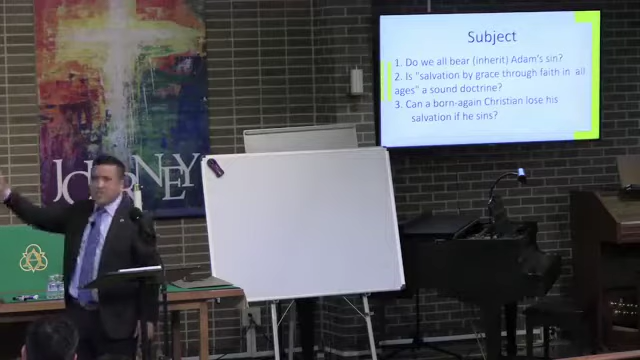 Subject
1. Do we all bear (inherit) Adam's sin?
2. Is "salvation by grace through faith in all
ages" a sound doctrine?
3. Can a born-again Christian lose his
salvation if he sins?
JOURNEY